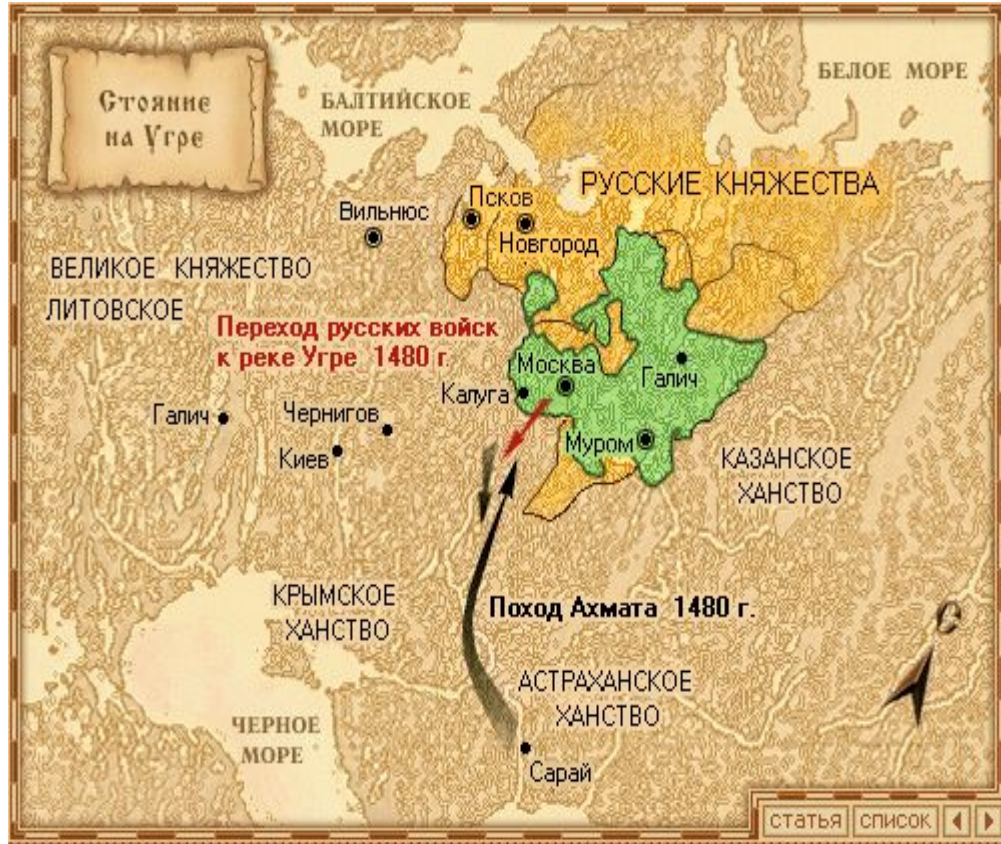 Стояние
на Угре
БАЛТИЙСКОЕ
МОРЕ
БЕЛОЕ МОРЕ
РУССКИЕ КНЯЖЕСТВА
Псков
Вильнюс
Новгород
ВЕЛИКОЕ КНЯЖЕСТВО
ЛИТОВСКОЕ
Переход русских войск
к реке Угре 1480 г.
Москва
Галич
Калуга
Галич
Чернигов
Киев
Муром
КАЗАНСКОЕ
ХАНСТВО
КРЫМСКОЕ
ХАНСТВО
Поход Ахмата 1480 г.
С
АСТРАХАНСКОЕ
ХАНСТВО
ЧЕРНОЕ
МОРЕ
Сарай
статья список